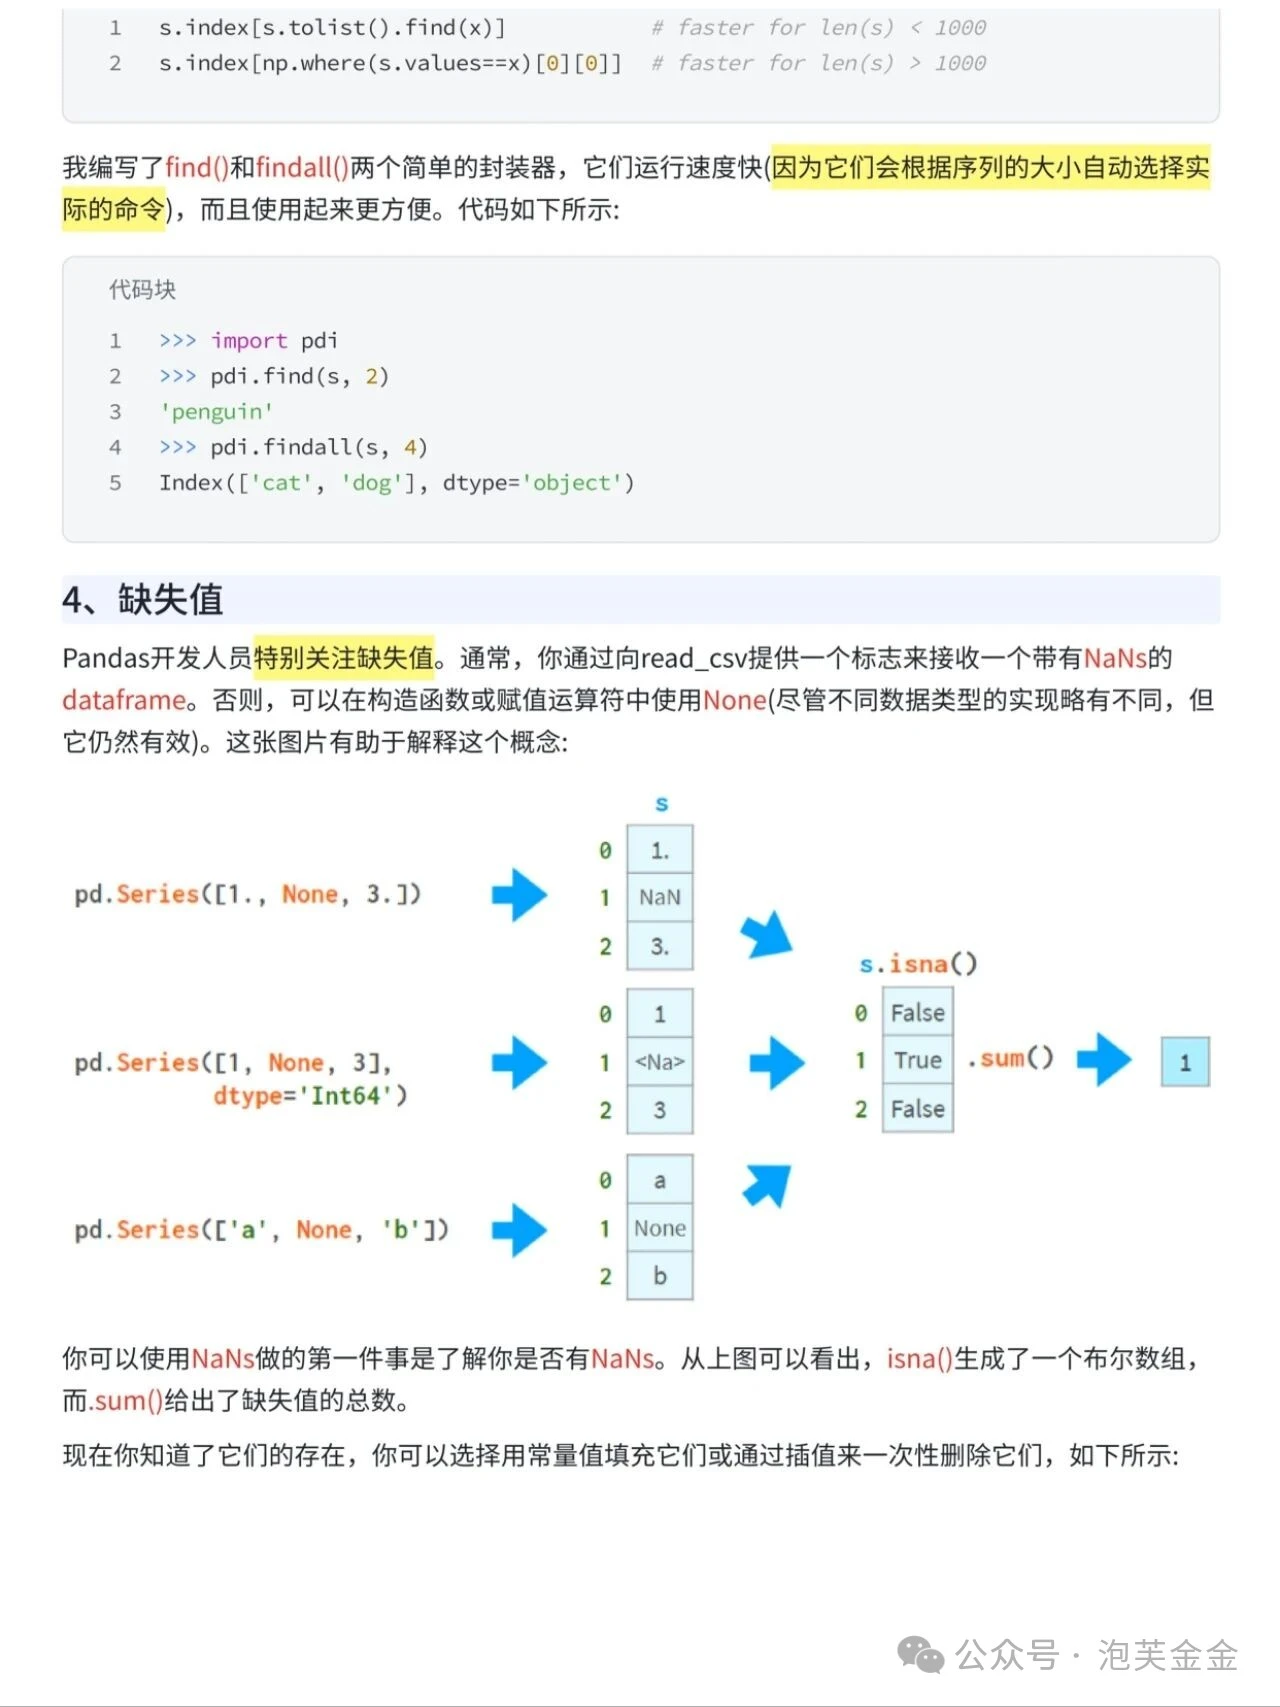 1 s.index[s.tolist().find(x)] # faster for len(s) < 1000
2 s.index[np.where(s.values==x)[0][0]] # faster for len(s) > 1000
我编写了find()和findall()两个简单的封装器，它们运行速度快(因为它们会根据序列的大小自动选择实
际的命令)，而且使用起来更方便。代码如下所示:
代码块
1 >>> import pdi
2 >>> pdi.find(s, 2)
3 'penguin'
4 >>> pdi.findall(s, 4)
5 Index(['cat', 'dog'], dtype='object')
4、缺失值
Pandas开发人员特别关注缺失值。通常，你通过向read_csv提供一个标志来接收一个带有NaNs的
dataframe。否则，可以在构造函数或赋值运算符中使用None(尽管不同数据类型的实现略有不同，但
它仍然有效)。这张图片有助于解释这个概念:
s
pd.Series([1., None, 3.])
0 1.
1 NaN
2 3.
pd.Series([1, None, 3],
dtype='Int64')
0 1
1 <Na>
2 3
pd.Series(['a', None, 'b'])
0 a
1 None
2 b
s.isna()
0 False
1 True
2 False
.sum()
1
你可以使用NaNs做的第一件事是了解你是否有NaNs。从上图可以看出，isna()生成了一个布尔数组，
而.sum()给出了缺失值的总数。
现在你知道了它们的存在，你可以选择用常量值填充它们或通过插值来一次性删除它们，如下所示:
公众号 · 泡芙金金